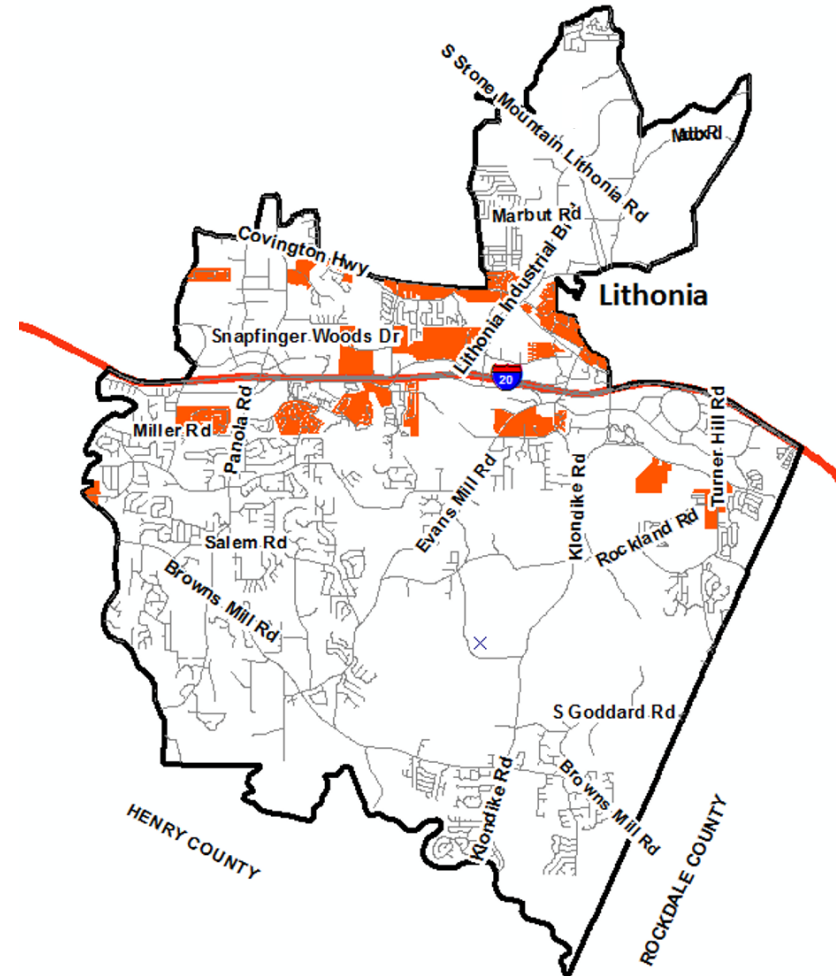 S Stone Mountain Lithonia Rd
Marbut Rd
Covington Hwy
Lithonia Industrial Bl
Lithonia
Snapfinger Woods Dr
20
Miller Rd
Panola Rd
Turner Hill Rd
Evans Mill Rd
Klondike Rd
Rockland Rd
Salem Rd
Browns Mill Rd
S Goddard Rd
Klondike Rd
Browns Mill Rd
HENRY COUNTY
ROCKDALE COUNTY